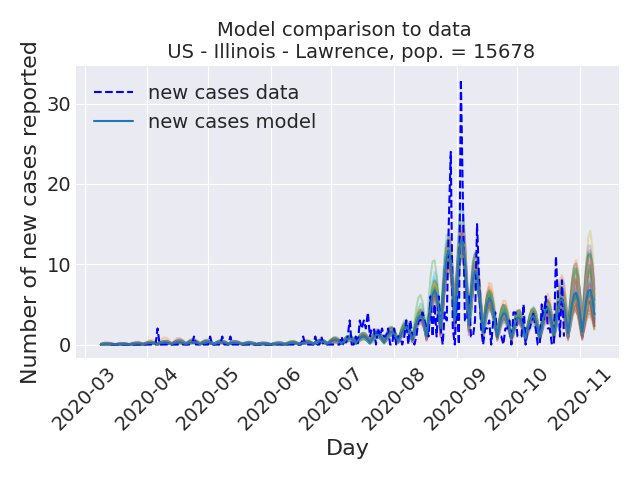 Model comparison to data
US - Illinois - Lawrence, pop. = 15678
Number of new cases reported
30
20
10
0
new cases data
new cases model
2020-03
2020-04
2020-05
2020-06
2020-07
2020-08
2020-09
2020-10
2020-11
Day